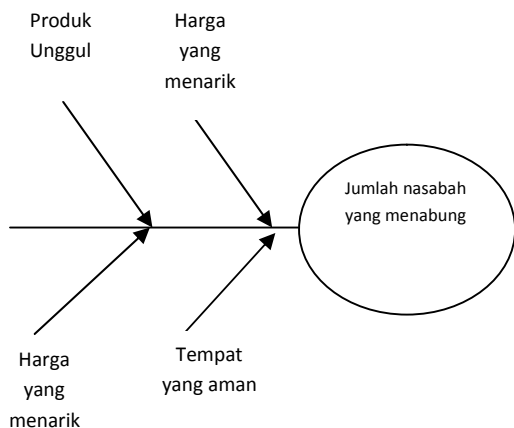 Produk
Unggul
Harga
yang
menarik
Jumlah nasabah
yang menabung
Harga
yang
menarik
Tempat
yang aman